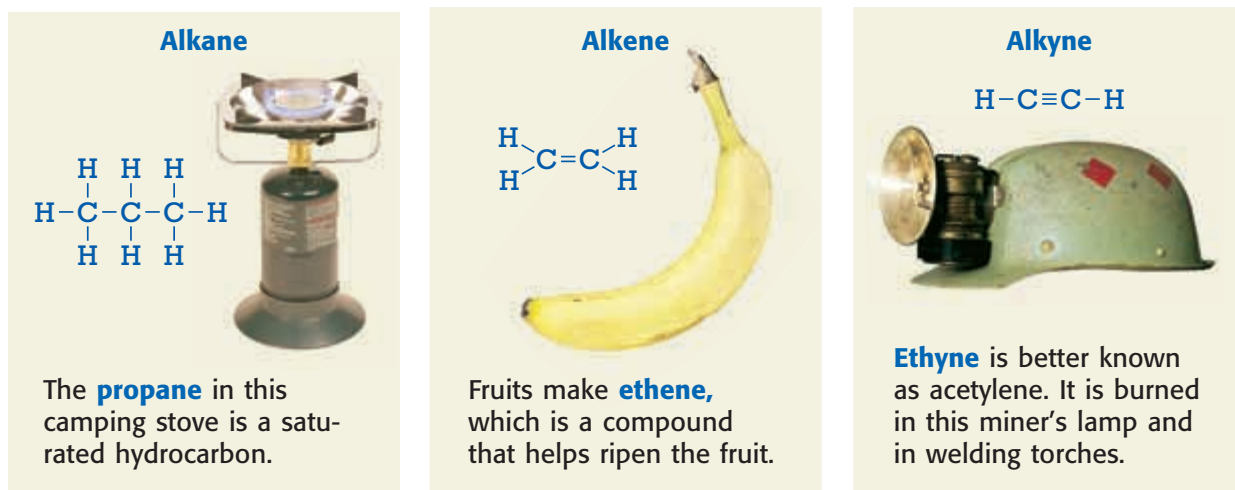 Alkane
H H H
H-C-C-C-H
H H H
The propane in this
camping stove is a satu-
rated hydrocarbon.
Alkene
H H
C=C
H H
Fruits make ethene,
which is a compound
that helps ripen the fruit.
Alkyne
H-C≡C-H
Ethyne is better known
as acetylene. It is burned
in this miner's lamp and
in welding torches.